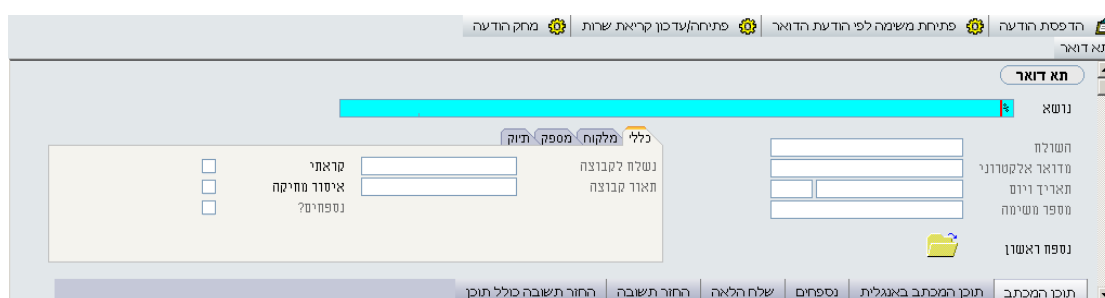 הדפסת הודעה פתיחת משימה לפי הודעת הדואר פתיחה/עדכון קריאת שרות מחק הודעה
תא דואר
תא דואר
נושא %
כללי מלקוח מספק תיוק
השולח
מדואר אלקטרוני
תאריך ויום
מספר משימה
נספח ראשון
נשלח לקבוצה
תאור קבוצה
קראתי
איסור מחיקה
נספחים?
תוכן המכתב תוכן המכתב באנגלית נספחים שלח הלאה החזר תשובה החזר תשובה כולל תוכן